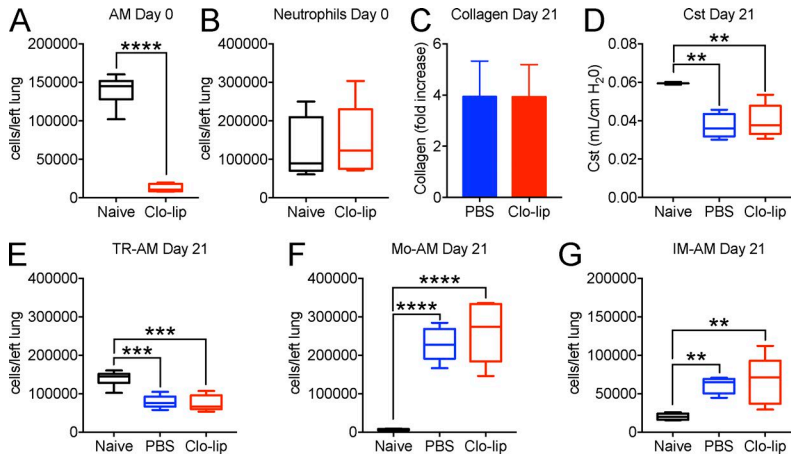 A
AM Day 0
cells/left lung
200000
150000
100000
50000
0
****
Naive
Clo-lip
B
Neutrophils Day 0
cells/left lung
400000
300000
200000
100000
0
Naive
Clo-lip
C
Collagen Day 21
Collagen (fold increase)
6
4
2
0
PBS
Clo-lip
D
Cst Day 21
Cst (mL/cm H20)
0.08
0.06
0.04
0.02
0.00
**
**
Naive
PBS
Clo-lip
E
TR-AM Day 21
cells/left lung
400000
300000
200000
100000
0
***
***
Naive
PBS
Clo-lip
F
Mo-AM Day 21
cells/left lung
400000
300000
200000
100000
0
****
****
Naive
PBS
Clo-lip
G
IM-AM Day 21
cells/left lung
200000
150000
100000
50000
0
**
**
Naive
PBS
Clo-lip